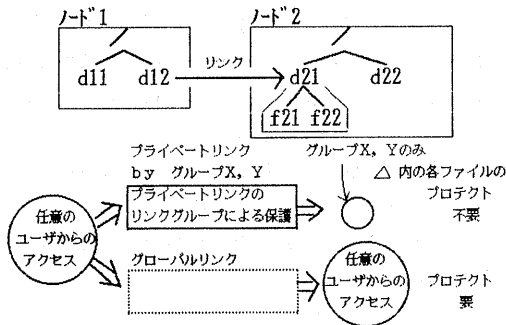 ノード1
ノード2
/
/
リンク
d11 d12
d21 d22
f21 f22
プライベートリンク
by グループX, Y
グループX, Yのみ
△ 内の各ファイルの
プロテクト
不要
プライベートリンクの
リンクグループによる保護
任意の
ユーザからの
アクセス
グローバルリンク
任意の
ユーザからの
アクセス
プロテクト
要